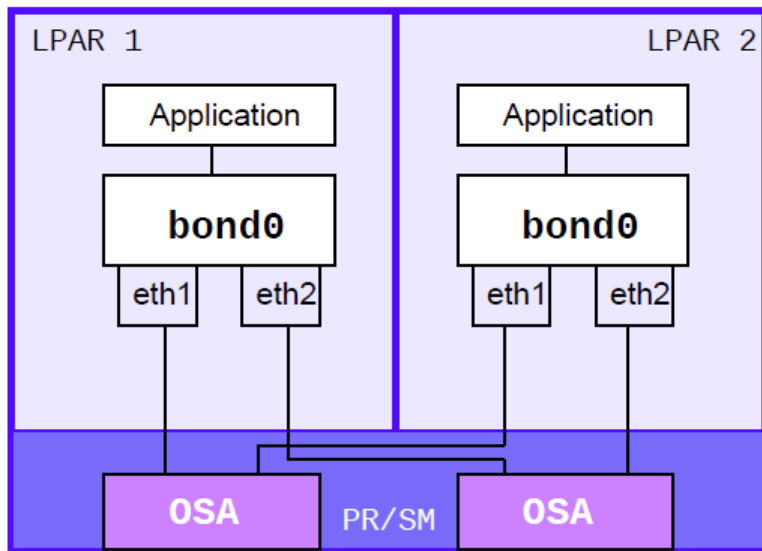 LPAR 1
Application
bond0
eth1
eth2
LPAR 2
Application
bond0
eth1
eth2
OSA
PR/SM
OSA